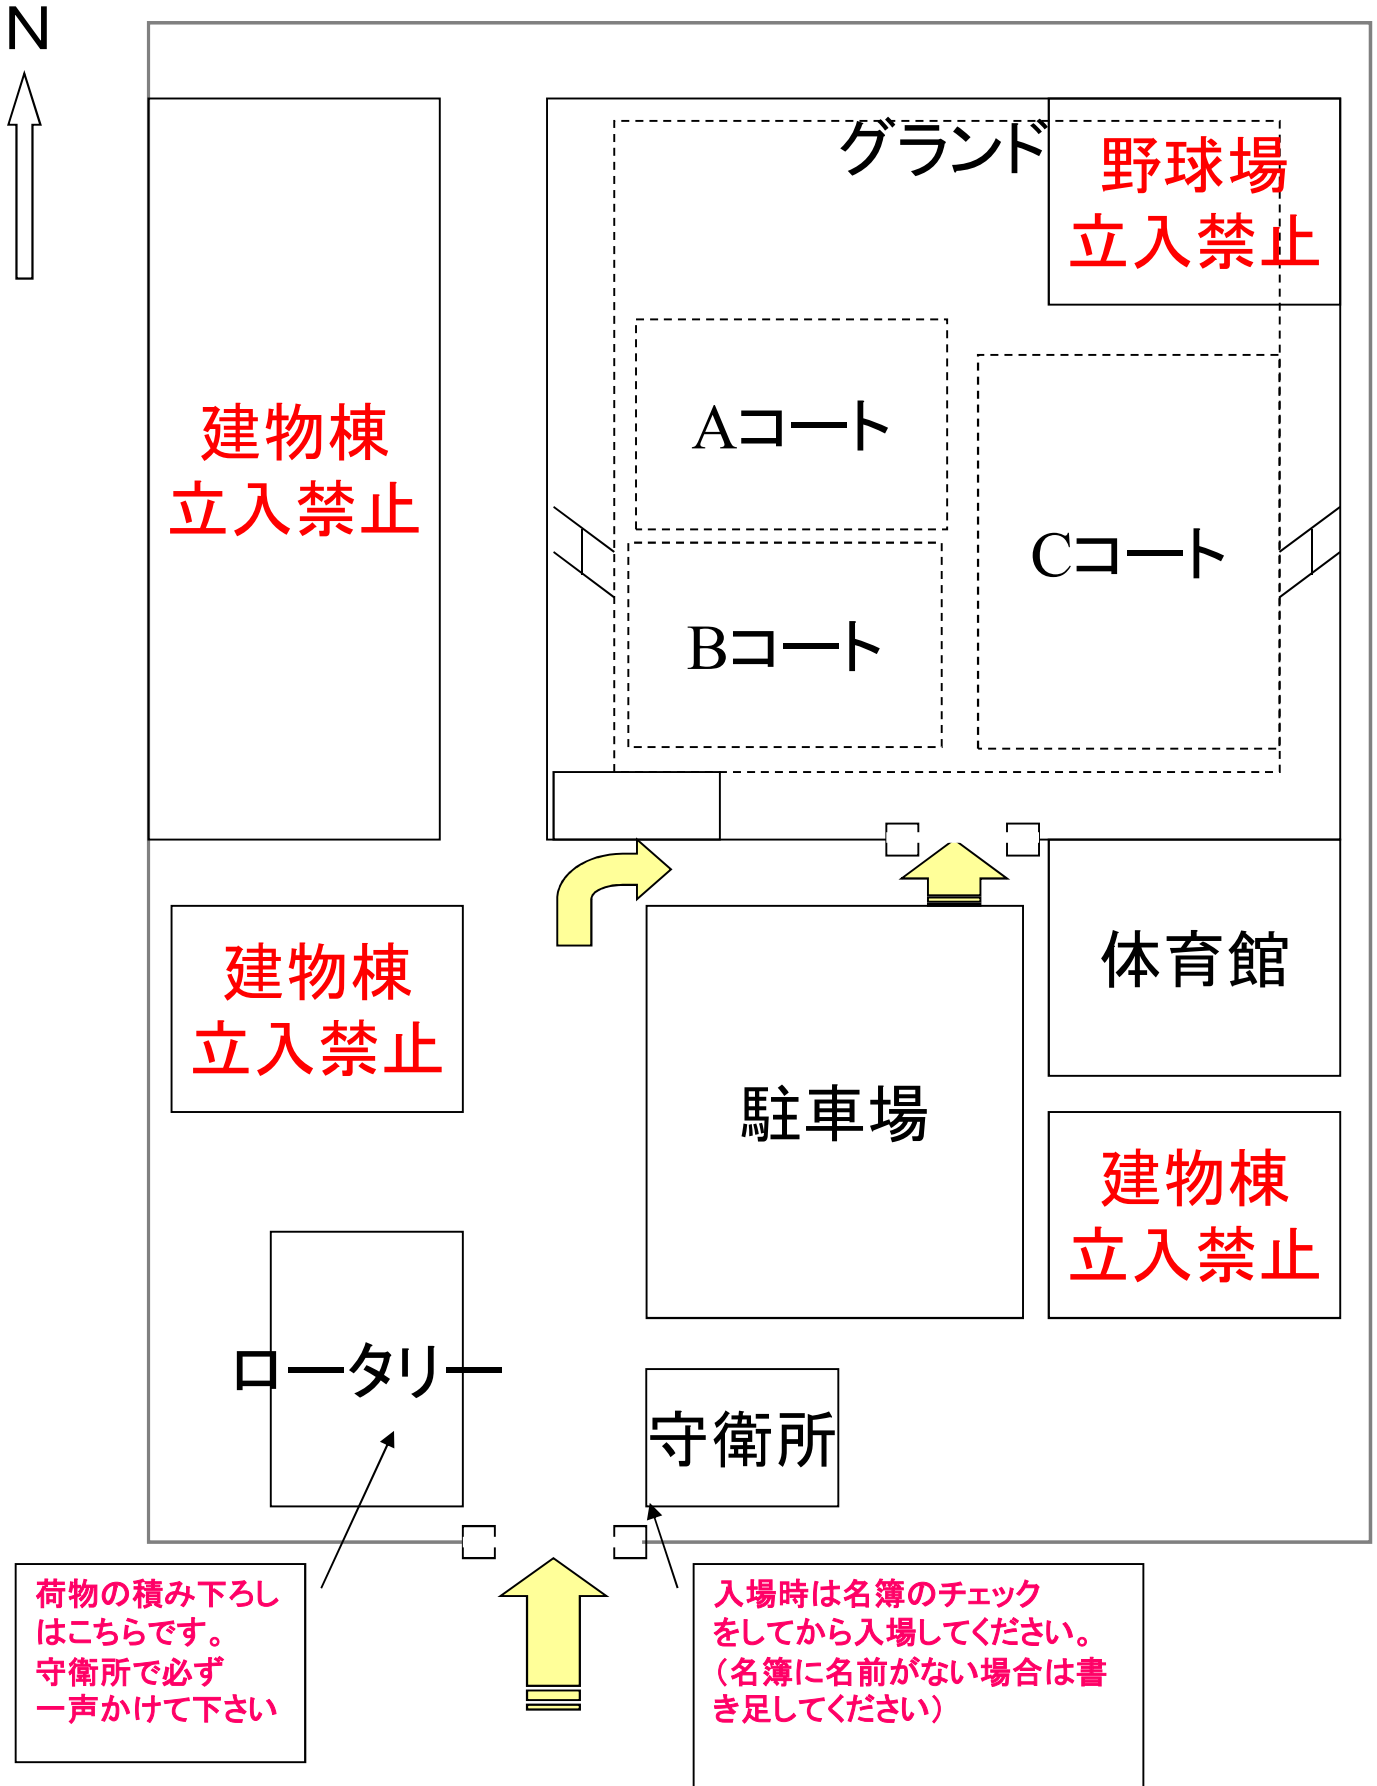 N
グランド
野球場
立入禁止
Aコート
建物棟
立入禁止
Cコート
Bコート
体育館
建物棟
立入禁止
駐車場
建物棟
立入禁止
ロータリー
守衛所
荷物の積み下ろし
はこちらです。
守衛所で必ず
一声かけて下さい
入場時は名簿のチェック
をしてから入場してください。
（名簿に名前がない場合は書
き足してください）